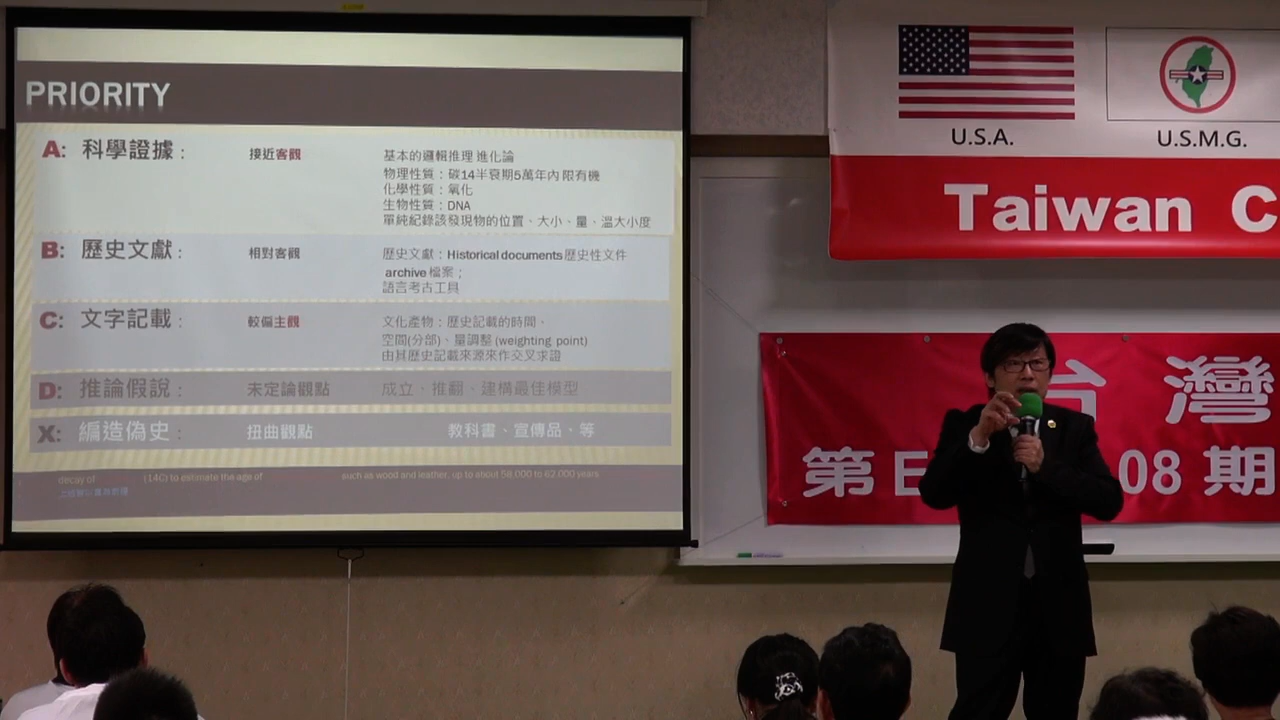 PRIORITY
A: 科學證據: 接近客觀 基本的邏輯推理 進化論
物理性質:碳14半衰期5萬年內 限有機
化學性質:氧化
生物性質:DNA
單純紀錄該發現物的位置、大小、量、溫大小度
B: 歷史文獻: 相對客觀 歷史文獻:Historical documents 歷史性文件
archive 檔案;
語言考古工具
C: 文字記載: 較偏主觀 文化產物:歷史記載的時間、
空間(分部)、量調整 (weighting point)
由其歷史記載來源來作交叉求證
D: 推論假說: 未定論觀點 成立、推翻、建構最佳模型
X: 編造偽史: 扭曲觀點 教科書、宣傳品、等
decay of (14C) to estimate the age of such as wood and leather, up to about 58,000 to 62,000 years
U.S.A.
U.S.M.G.
Taiwan C
台灣
第E 08期